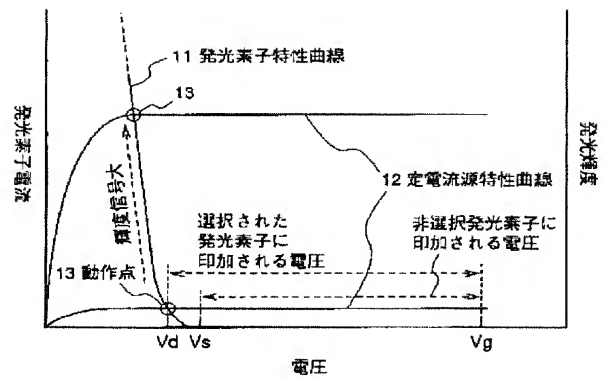 11 発光素子特性曲線
13
発光素子電流
発光輝度
輝度信号大
12 定電流源特性曲線
選択された
発光素子に
印加される電圧
非選択発光素子に
印加される電圧
13 動作点
Vd
Vs
Vg
電圧